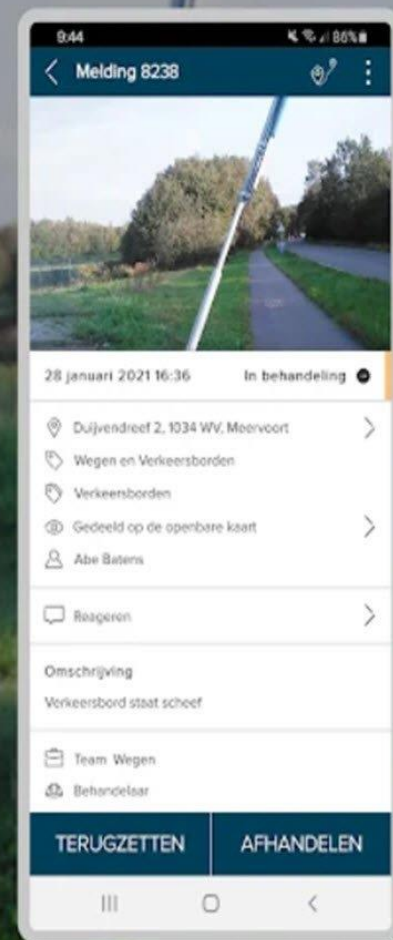 9:44
86%
Melding 8238
28 januari 2021 16:36
In behandeling
Duijvendreef 2, 1034 WV, Meervoort
Wegen en Verkeersborden
Verkeersborden
Gedeeld op de openbare kaart
Abe Batens
Reageren
Omschrijving
Verkeersbord staat scheef
Team Wegen
Behandelaar
TERUGZETTEN
AFHANDELEN